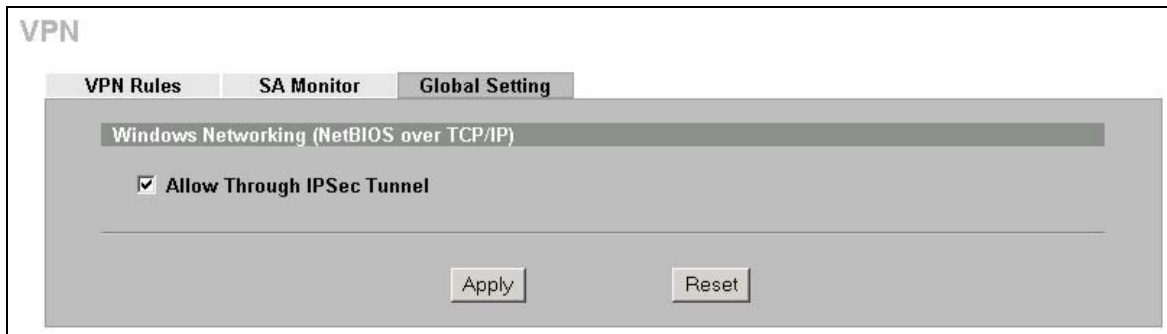 VPN
VPN Rules SA Monitor Global Setting
Windows Networking (NetBIOS over TCP/IP)
Allow Through IPSec Tunnel
Apply Reset